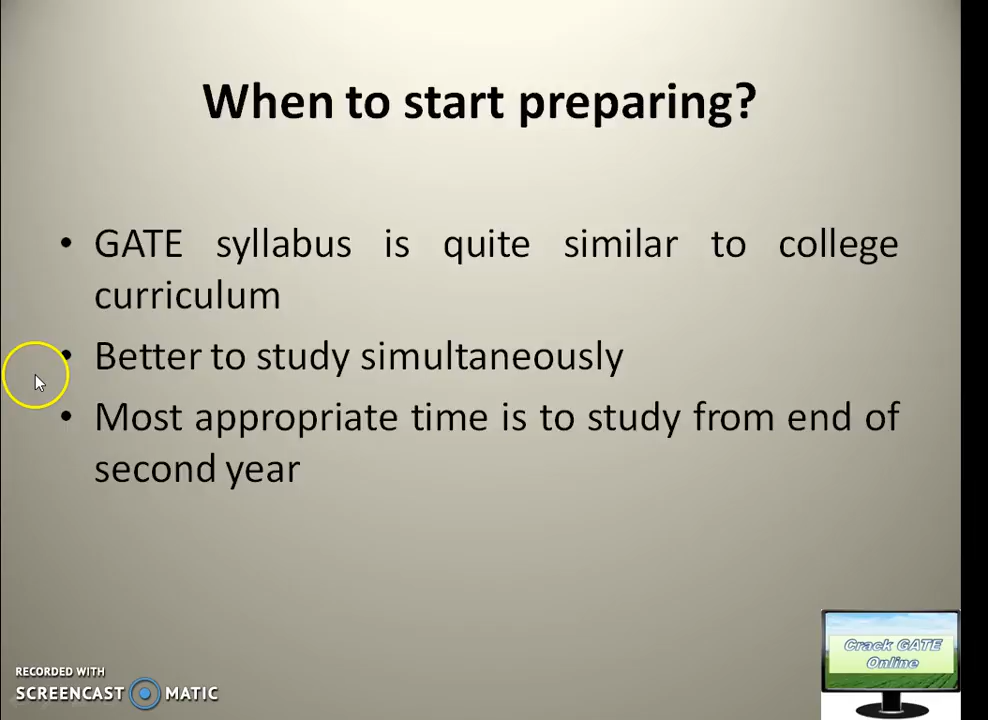 When to start preparing?
• GATE syllabus is quite similar to college
curriculum
• Better to study simultaneously
• Most appropriate time is to study from end of
second year
RECORDED WITH
SCREENCAST MATIC
Crack GATE
Online